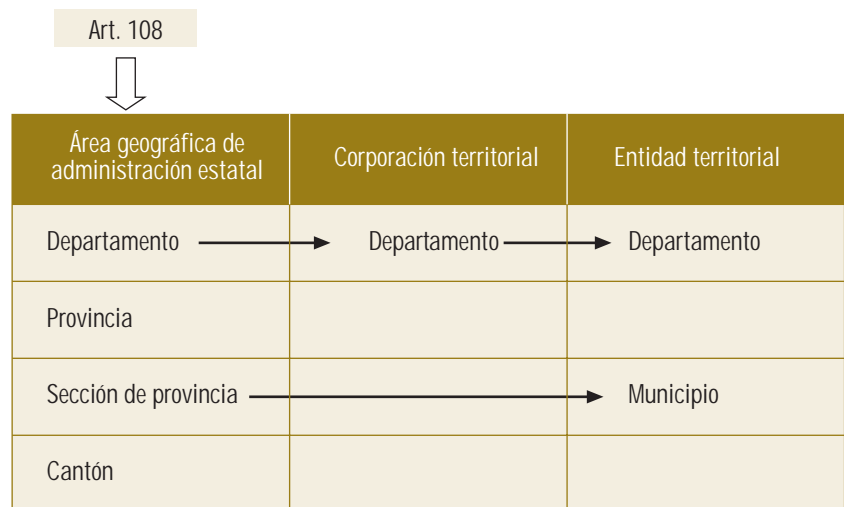 Art. 108
Área geográfica de
administración estatal
Corporación territorial
Entidad territorial
Departamento Departamento Departamento
Provincia
Sección de provincia Municipio
Cantón